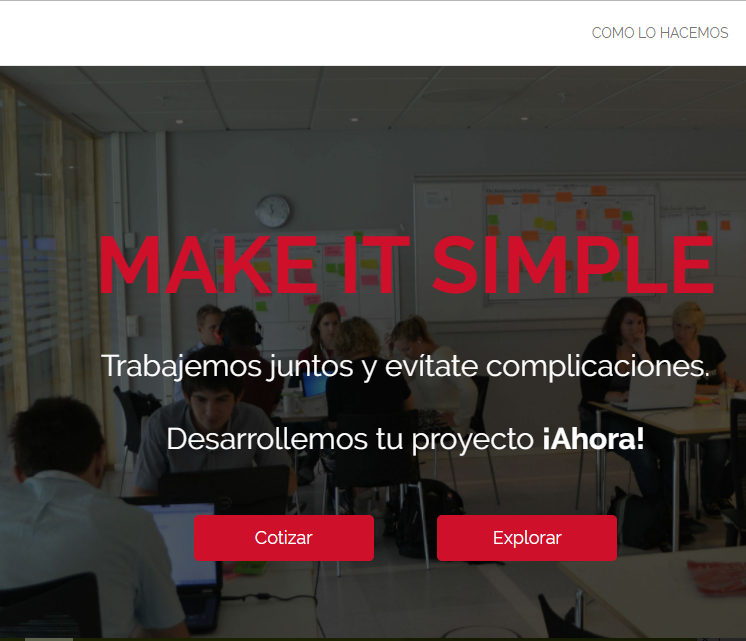 COMO LO HACEMOS
MAKE IT SIMPLE
Trabajemos juntos y evítate complicaciones.
Desarrollemos tu proyecto ¡Ahora!
Cotizar
Explorar